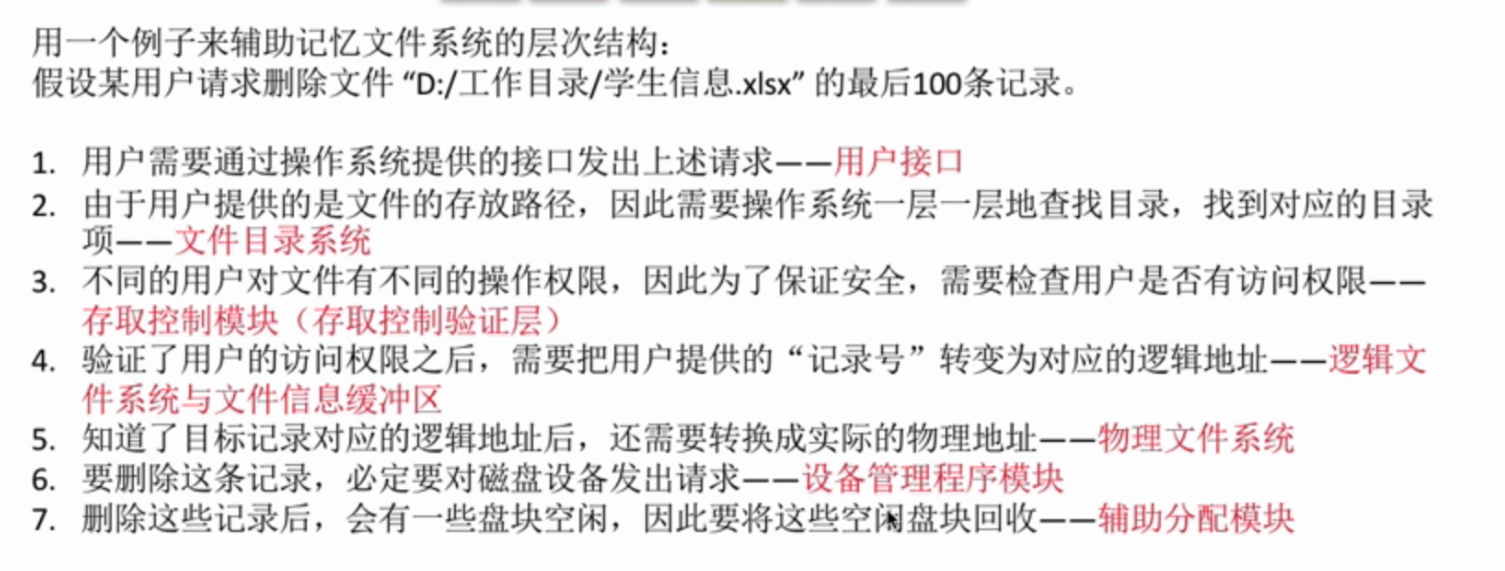 用一个例子来辅助记忆文件系统的层次结构：
假设某用户请求删除文件 “D:/工作目录/学生信息.xlsx” 的最后100条记录。
1. 用户需要通过操作系统提供的接口发出上述请求——用户接口
2. 由于用户提供的是文件的存放路径，因此需要操作系统一层一层地查找目录，找到对应的目录
项——文件目录系统
3. 不同的用户对文件有不同的操作权限，因此为了保证安全，需要检查用户是否有访问权限——
存取控制模块（存取控制验证层）
4. 验证了用户的访问权限之后，需要把用户提供的“记录号”转变为对应的逻辑地址——逻辑文
件系统与文件信息缓冲区
5. 知道了目标记录对应的逻辑地址后，还需要转换成实际的物理地址——物理文件系统
6. 要删除这条记录，必定要对磁盘设备发出请求——设备管理程序模块
7. 删除这些记录后，会有一些盘块空闲，因此要将这些空闲盘块回收——辅助分配模块